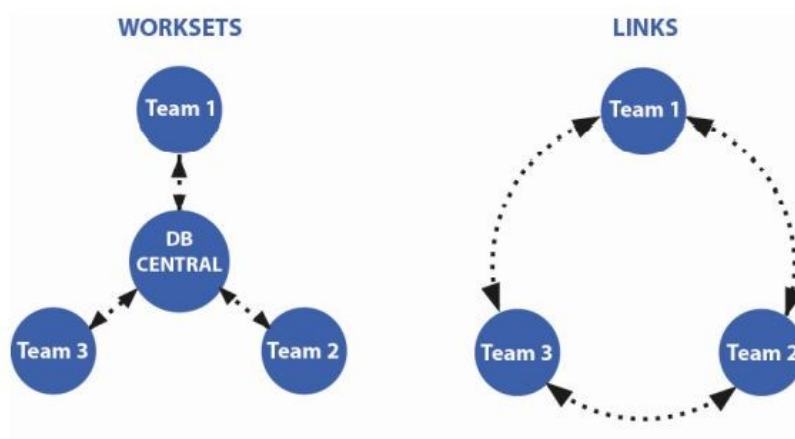 WORKSETS
Team 1
DB
CENTRAL
Team 3
Team 2
LINKS
Team 1
Team 3
Team 2